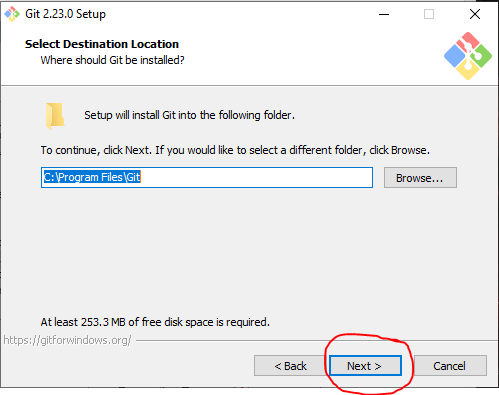 Git 2.23.0 Setup
Select Destination Location
Where should Git be installed?
Setup will install Git into the following folder.
To continue, click Next. If you would like to select a different folder, click Browse.
C:\Program Files\Git
Browse...
At least 253.3 MB of free disk space is required.
https://gitforwindows.org/
< Back
Next >
Cancel